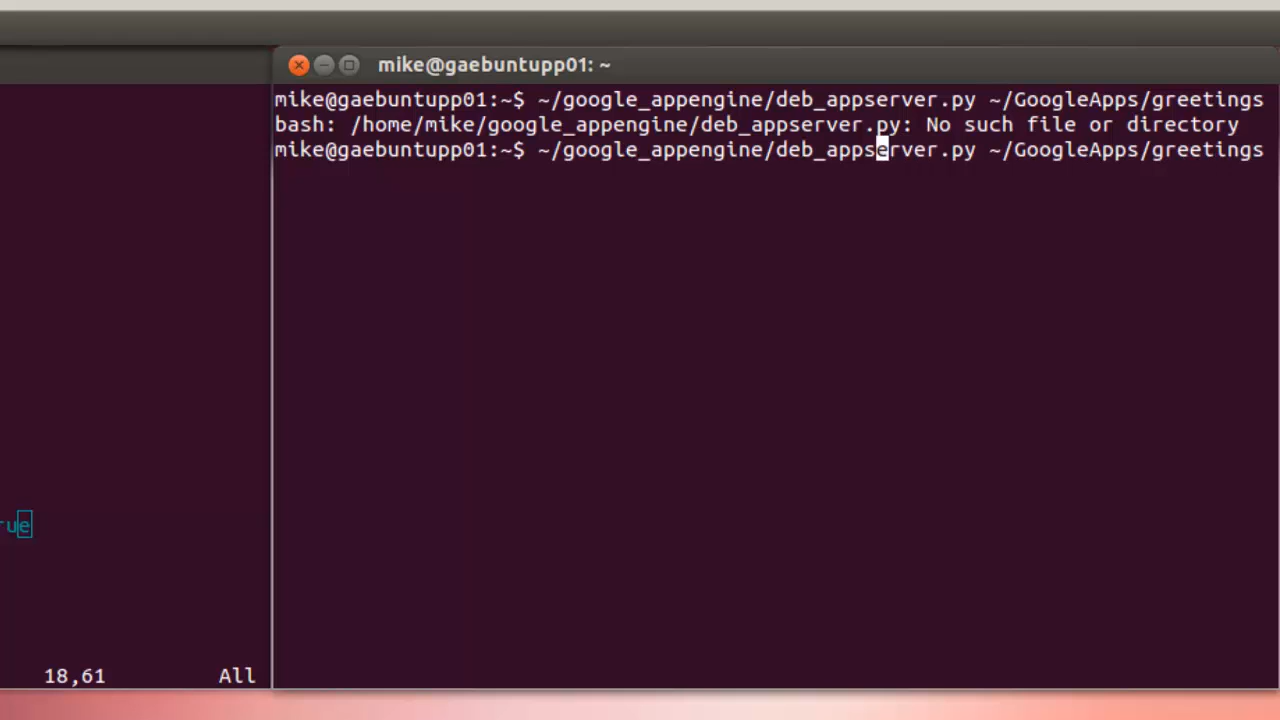 mike@gaebuntupp01: ~
mike@gaebuntupp01:~$ ~/google_appengine/deb_appserver.py ~/GoogleApps/greetings
bash: /home/mike/google_appengine/deb_appserver.py: No such file or directory
mike@gaebuntupp01:~$ ~/google_appengine/deb_appserver.py ~/GoogleApps/greetings
rue
18,61 All